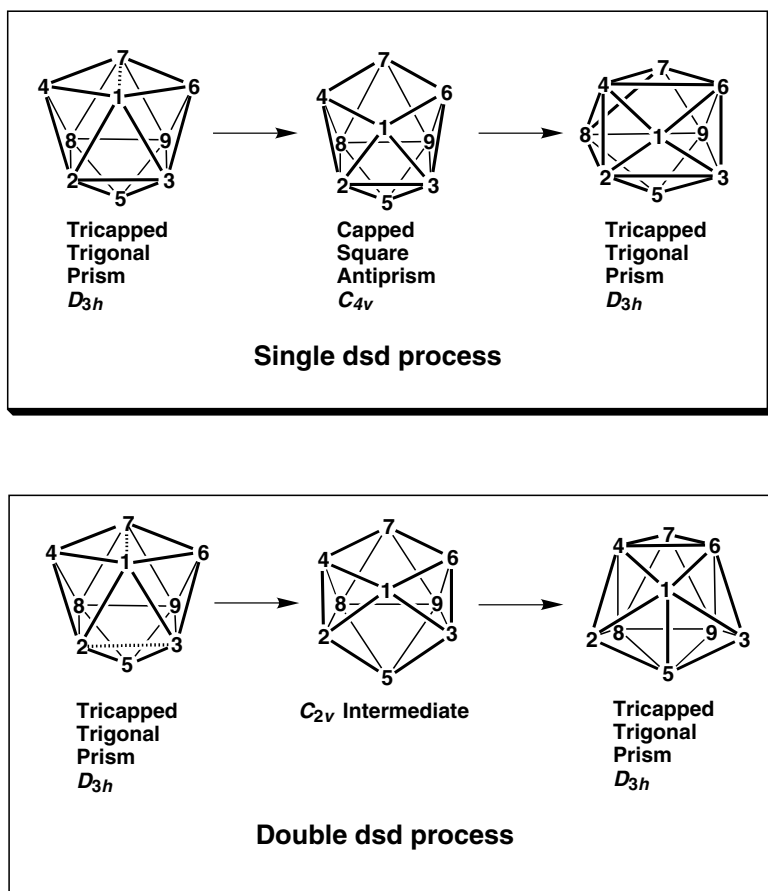 7
4
6
1
8
9
2
3
5
Tricapped
Trigonal
Prism
D3h
7
4
6
1
8
9
2
3
5
Capped
Square
Antiprism
C4v
7
4
6
8
1
9
2
3
5
Tricapped
Trigonal
Prism
D3h
Single dsd process
7
4
6
1
8
9
2
3
5
Tricapped
Trigonal
Prism
D3h
7
4
6
1
8
9
2
3
5
C2v Intermediate
7
4
6
1
2
8
9
3
5
Tricapped
Trigonal
Prism
D3h
Double dsd process